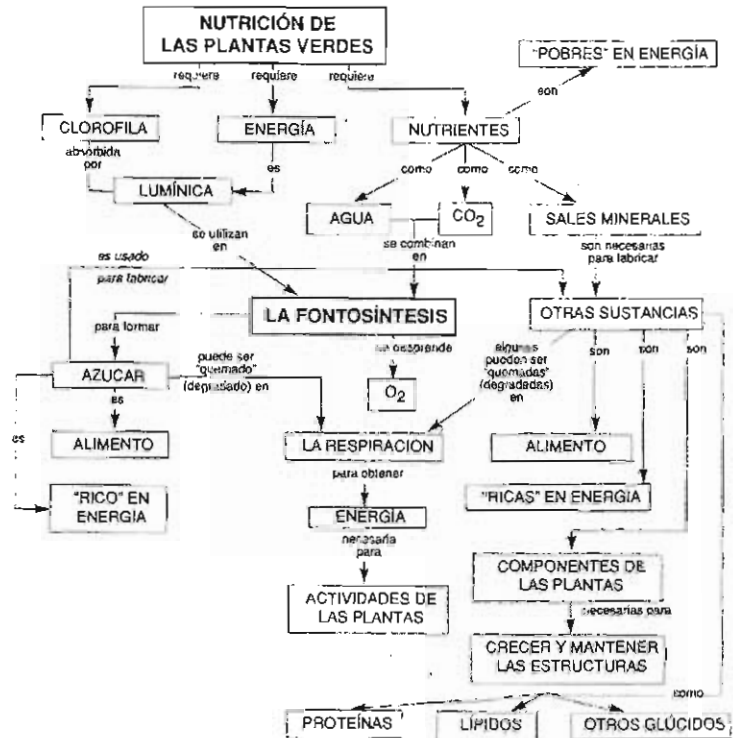 NUTRICIÓN DE
LAS PLANTAS VERDES
requiere
requiere
requiere
"POBRES" EN ENERGÍA
son
CLOROFILA
ENERGÍA
NUTRIENTES
absorbida
por
es
como
como
como
LUMÍNICA
AGUA
CO2
SALES MINERALES
se utilizan
en
se combinan
en
son necesarias
para fabricar
es usado
para fabricar
LA FONTOSÍNTESIS
OTRAS SUSTANCIAS
para formar
se desprende
puede ser
"quemado"
(degradado) en
algunas
pueden ser
"quemadas"
(degradadas)
en
son
son
son
AZUCAR
O2
es
es
ALIMENTO
LA RESPIRACION
ALIMENTO
para obtener
"RICO" EN
ENERGÍA
"RICAS" EN ENERGÍA
ENERGÍA
necesaria
para
COMPONENTES DE
LAS PLANTAS
ACTIVIDADES DE
LAS PLANTAS
necesarias para
CRECER Y MANTENER
LAS ESTRUCTURAS
como
PROTEÍNAS
LÍPIDOS
OTROS GLÚCIDOS